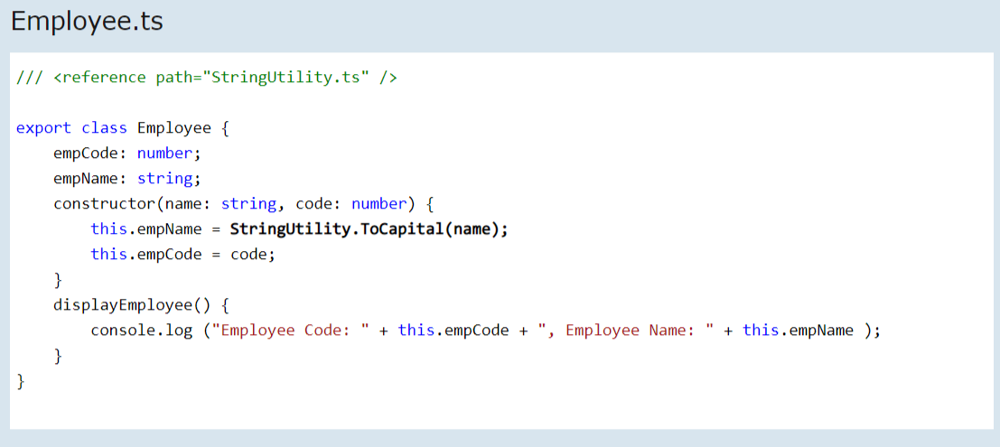 Employee.ts
/// <reference path="StringUtility.ts" />
export class Employee {
    empCode: number;
    empName: string;
    constructor(name: string, code: number) {
        this.empName = StringUtility.ToCapital(name);
        this.empCode = code;
    }
    displayEmployee() {
        console.log ("Employee Code: " + this.empCode + ", Employee Name: " + this.empName );
    }
}